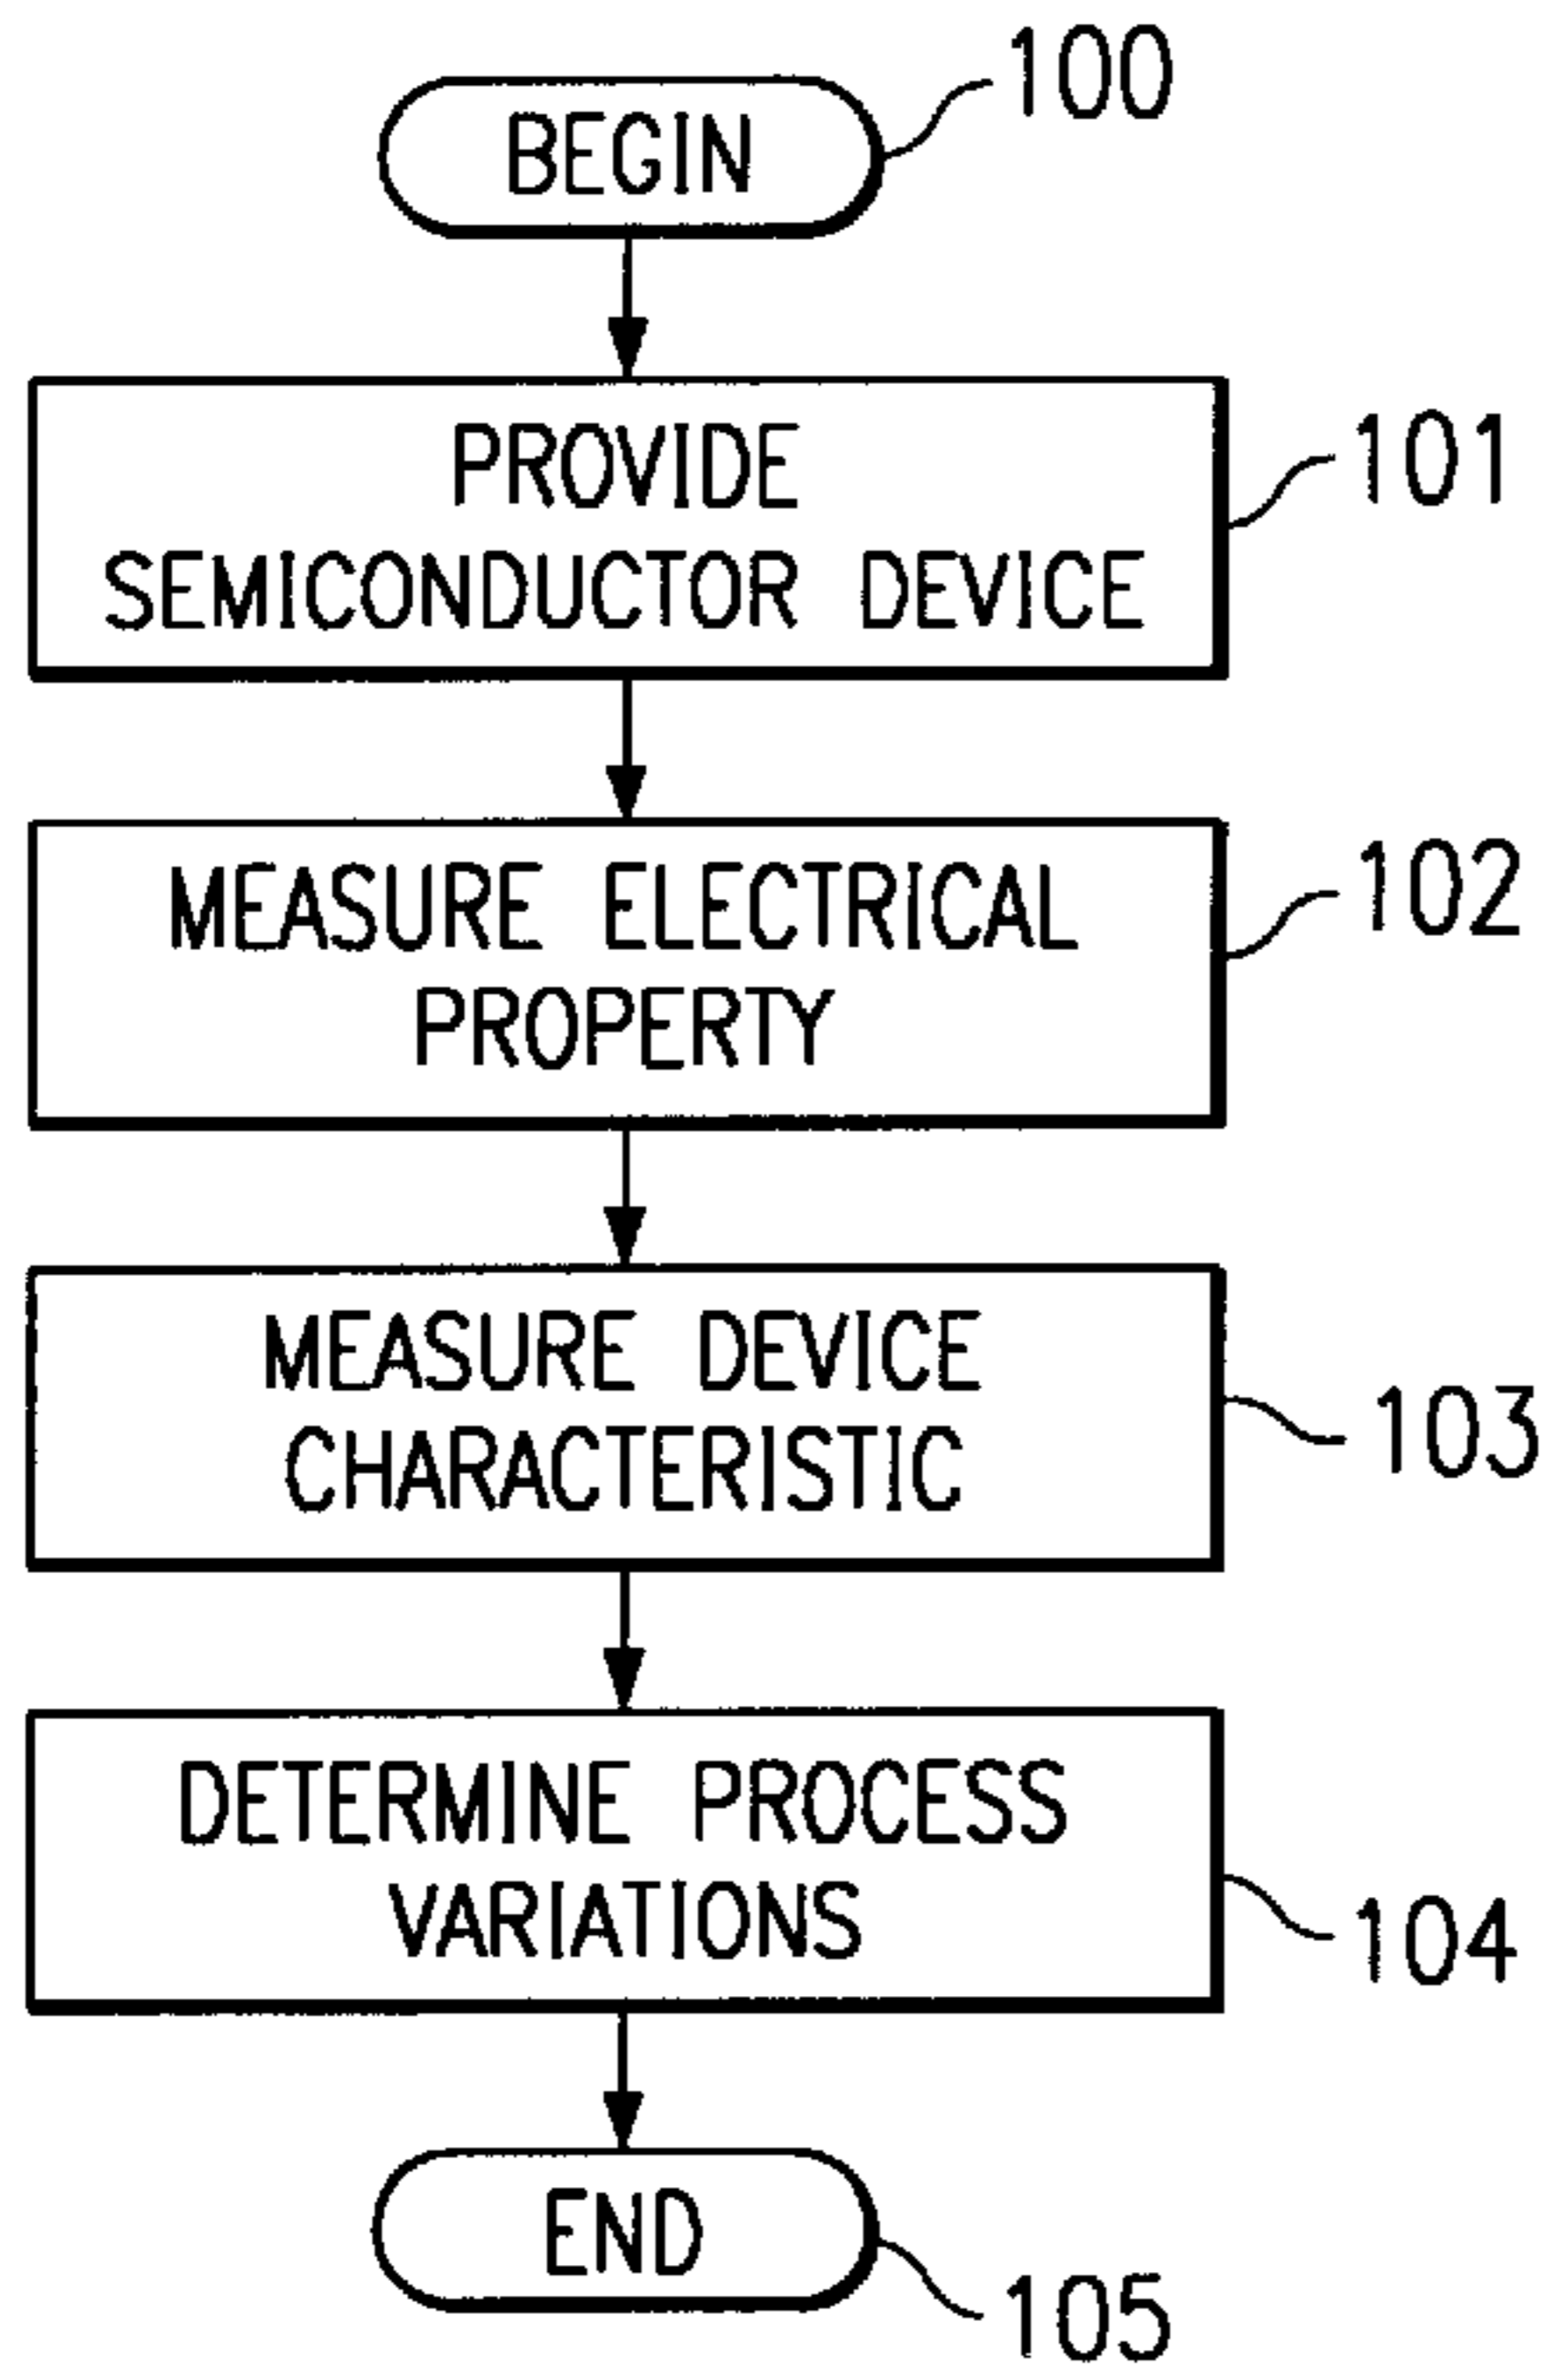 BEGIN
100
PROVIDE
SEMICONDUCTOR DEVICE
101
MEASURE ELECTRICAL
PROPERTY
102
MEASURE DEVICE
CHARACTERISTIC
103
DETERMINE PROCESS
VARIATIONS
104
END
105